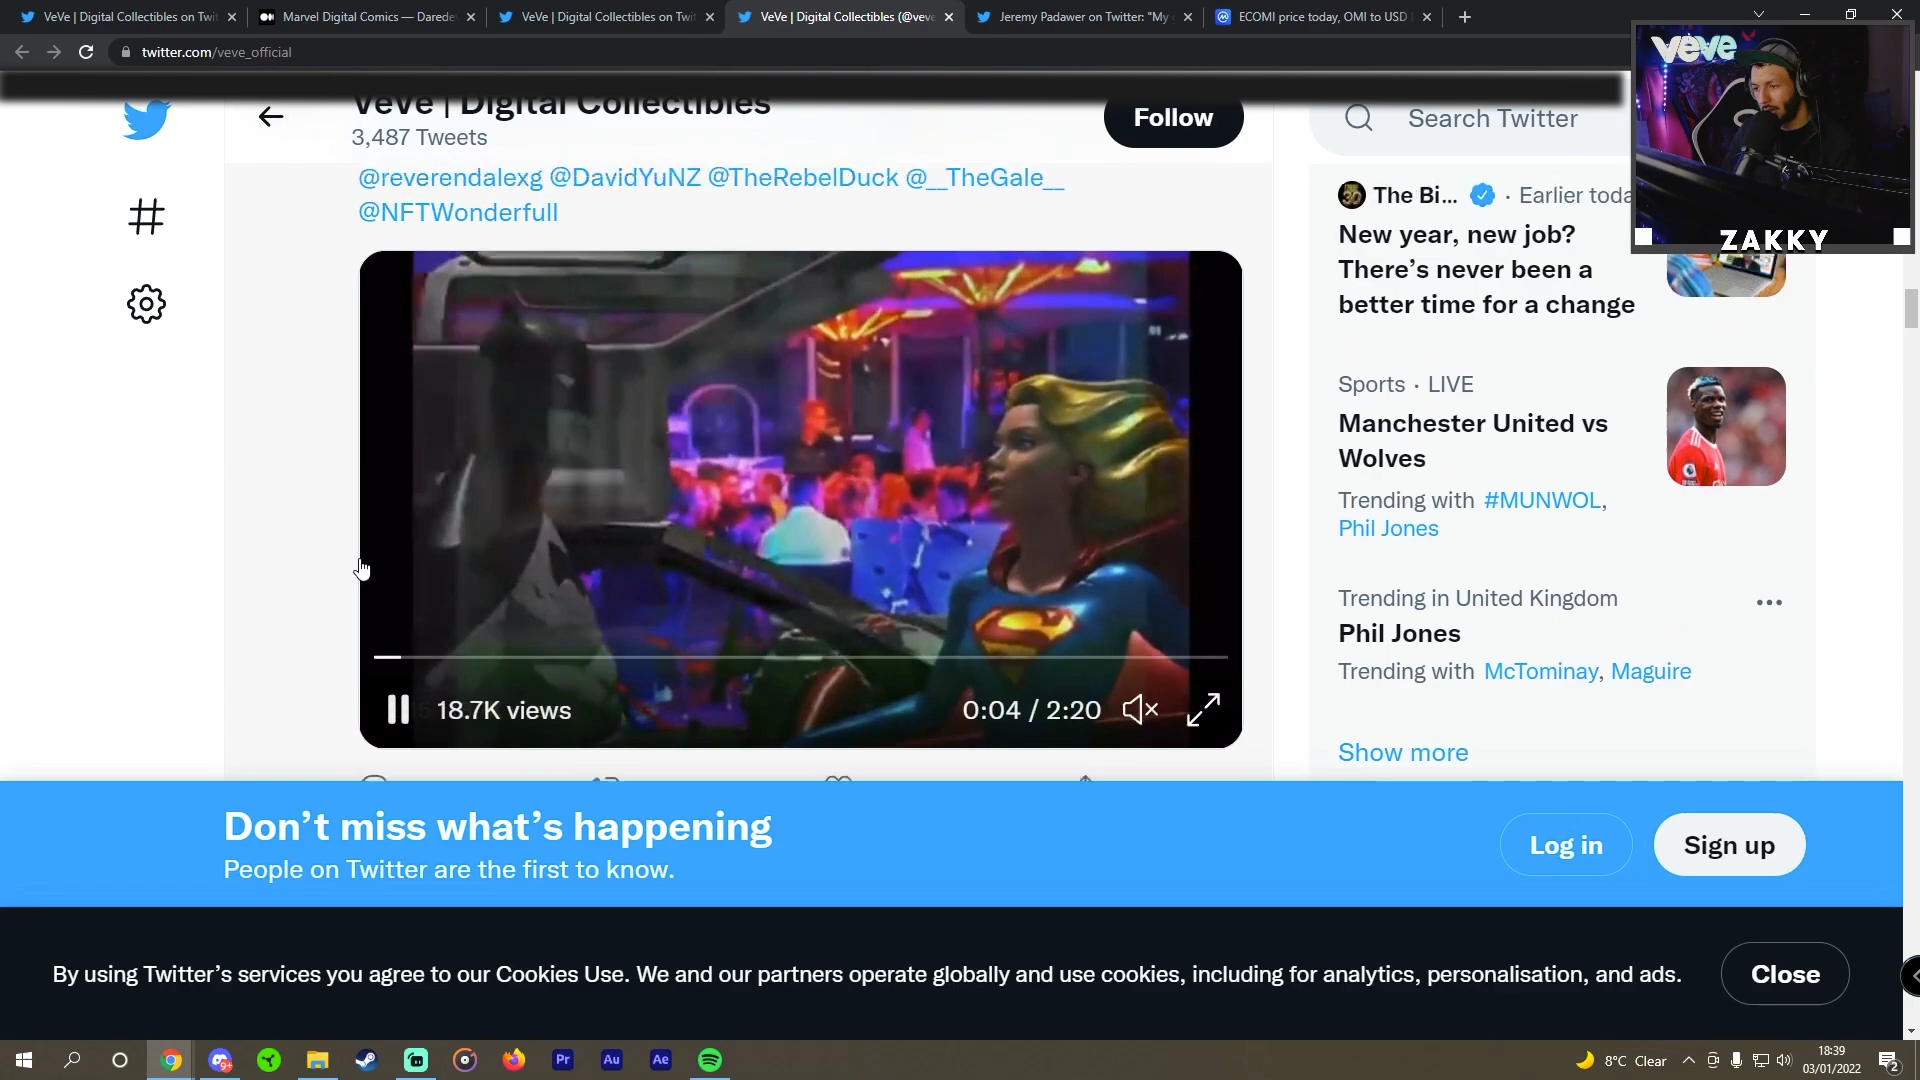 VeVe | Digital Collectibles on Twit
Marvel Digital Comics — Darede
VeVe | Digital Collectibles on Twit
VeVe | Digital Collectibles (@veve
Jeremy Padawer on Twitter: "My
ECOMI price today, OMI to USD
twitter.com/veve_official
veve
ZAKKY
VeVe | Digital Collectibles
3,487 Tweets
Follow
Search Twitter
@reverendalexg @DavidYuNZ @TheRebelDuck @__TheGale__
@NFTWonderfull
18.7K views
0:04 / 2:20
The Bi... · Earlier toda
New year, new job?
There's never been a
better time for a change
Sports · LIVE
Manchester United vs
Wolves
Trending with #MUNWOL,
Phil Jones
Trending in United Kingdom
Phil Jones
Trending with McTominay, Maguire
Show more
Don't miss what's happening
People on Twitter are the first to know.
Log in
Sign up
By using Twitter's services you agree to our Cookies Use. We and our partners operate globally and use cookies, including for analytics, personalisation, and ads.
Close
Pr
Au
Ae
8°C Clear
18:39
03/01/2022
2